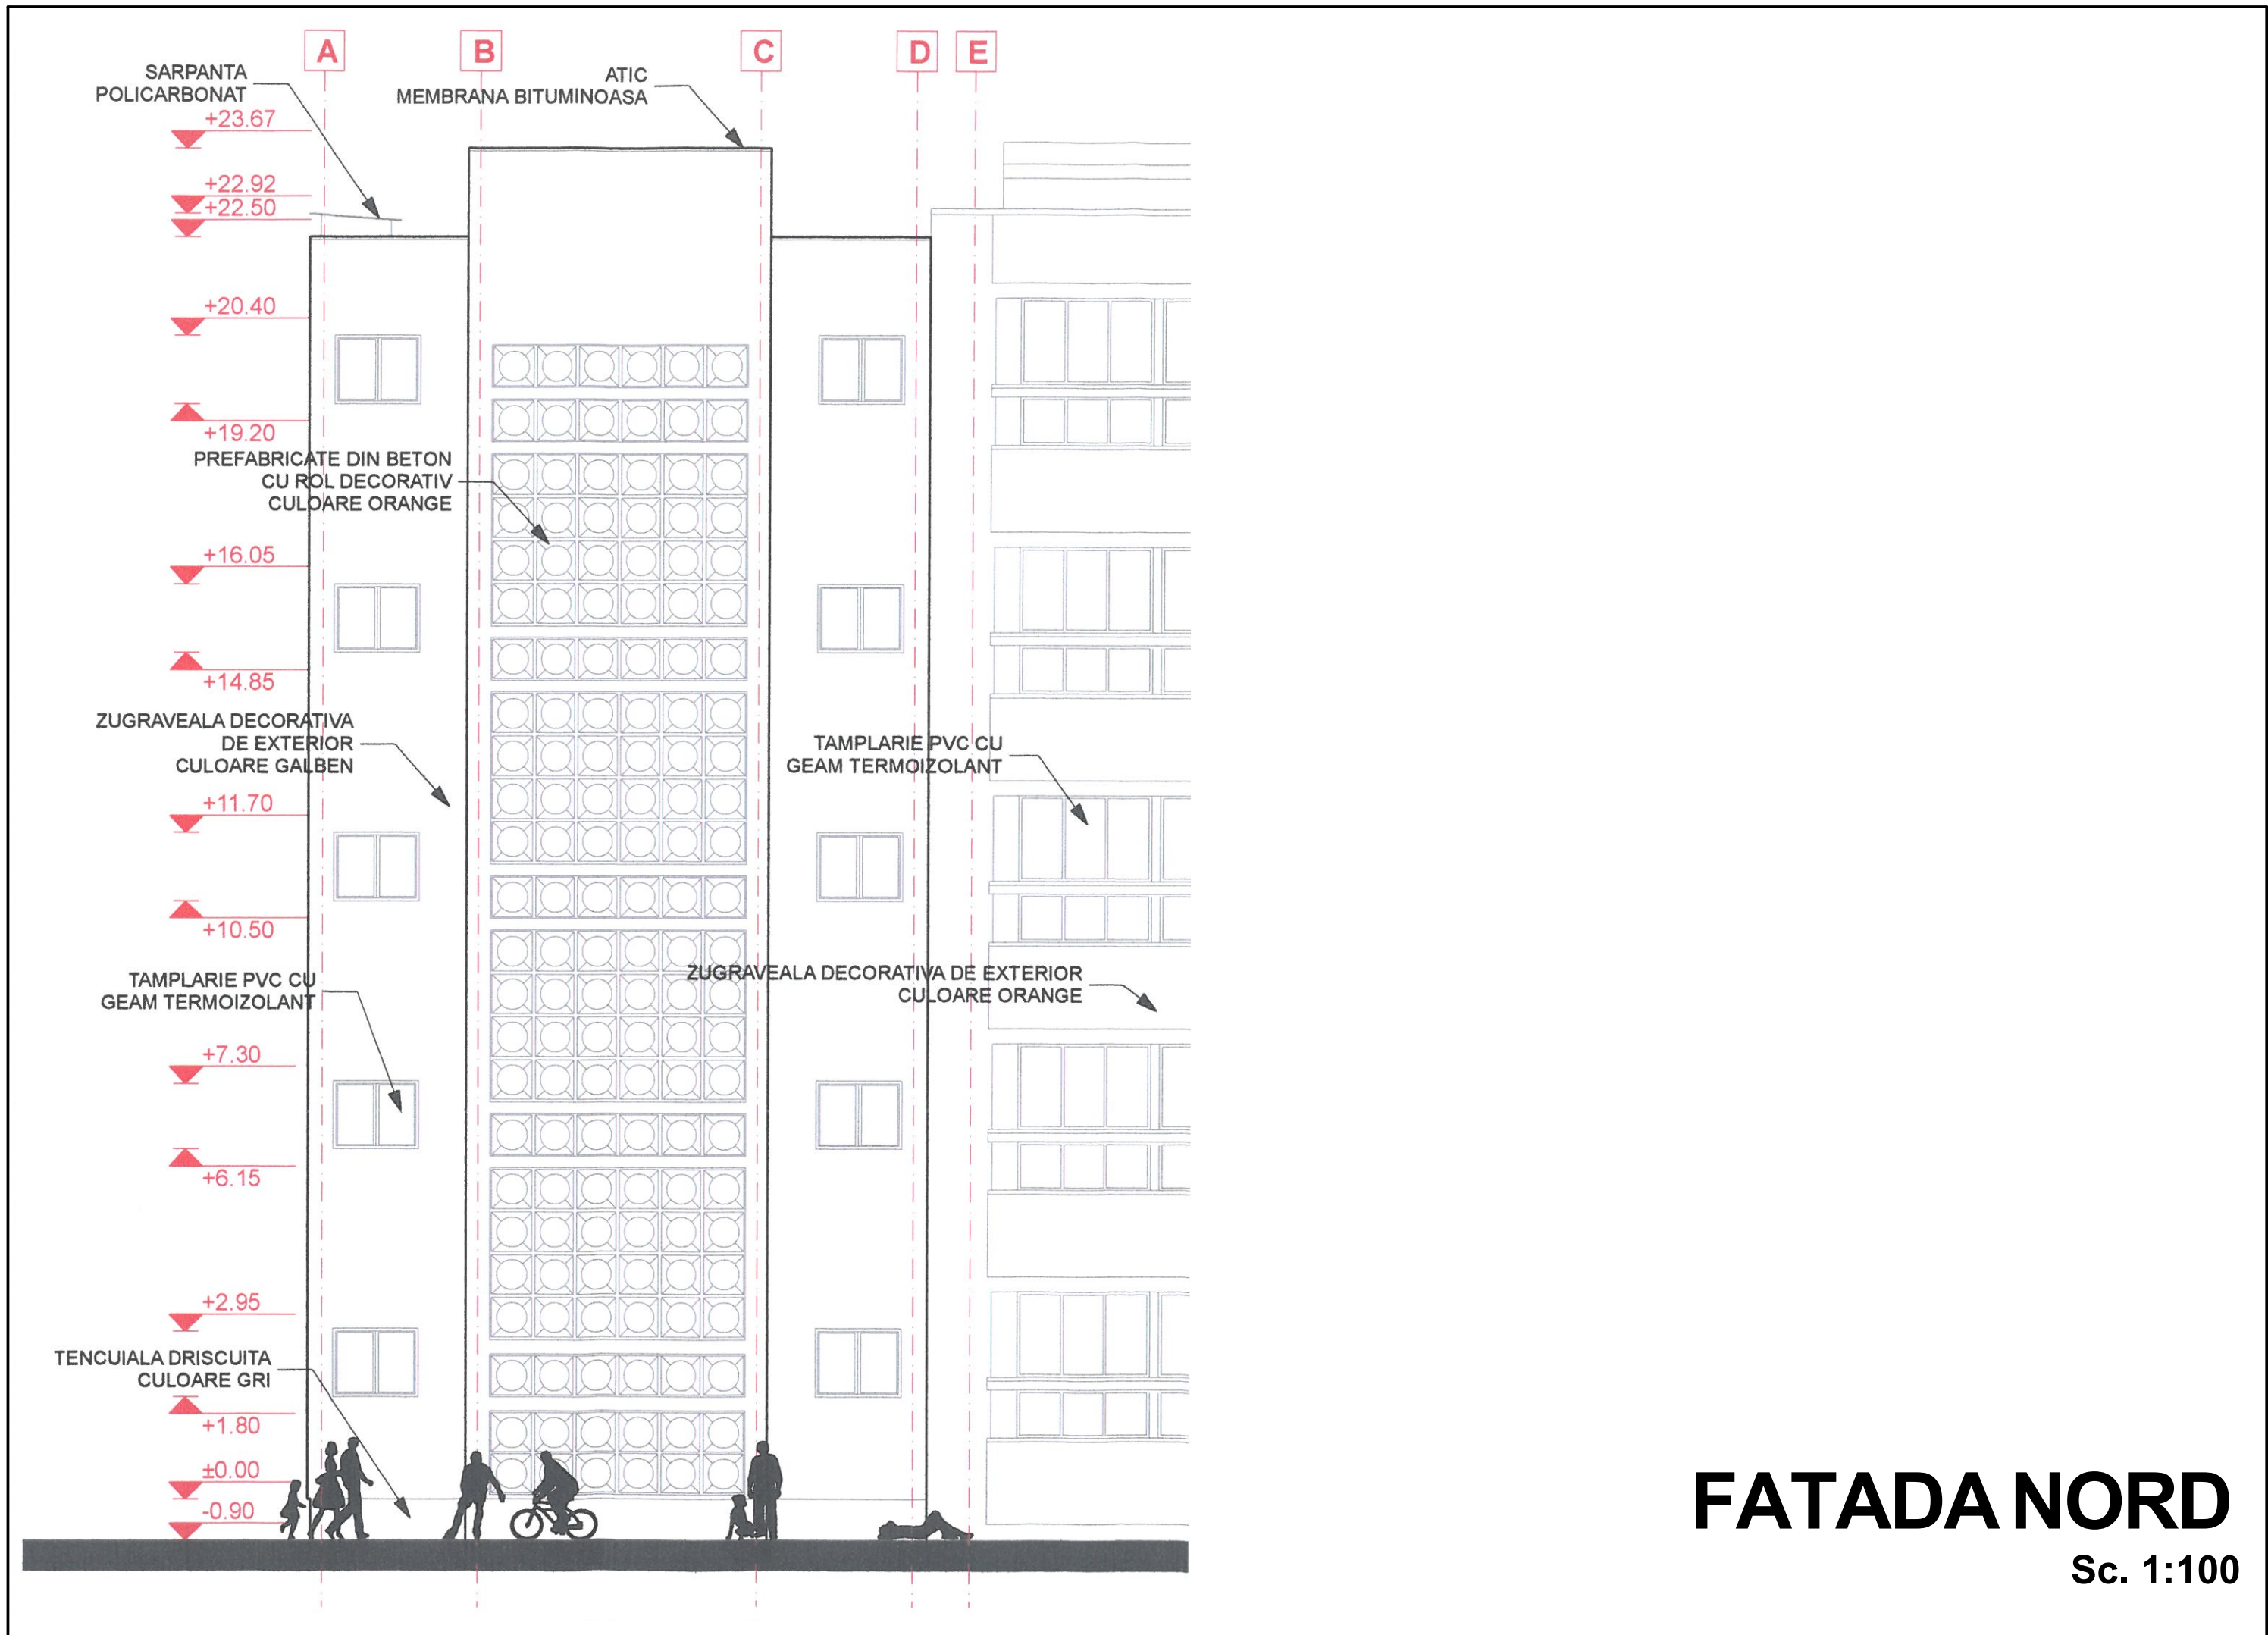 A
B
C
D
E
SARPANTA
POLICARBONAT
ATIC
MEMBRANA BITUMINOASA
+23.67
+22.92
+22.50
+20.40
+19.20
PREFABRICATE DIN BETON
CU ROL DECORATIV
CULOARE ORANGE
+16.05
+14.85
ZUGRAVEALA DECORATIVA
DE EXTERIOR
CULOARE GALBEN
TAMPLARIE PVC CU
GEAM TERMOIZOLANT
+11.70
+10.50
TAMPLARIE PVC CU
GEAM TERMOIZOLANT
ZUGRAVEALA DECORATIVA DE EXTERIOR
CULOARE ORANGE
+7.30
+6.15
+2.95
TENCUIALA DRISCUITA
CULOARE GRI
+1.80
±0.00
-0.90
FATADA NORD
Sc. 1:100